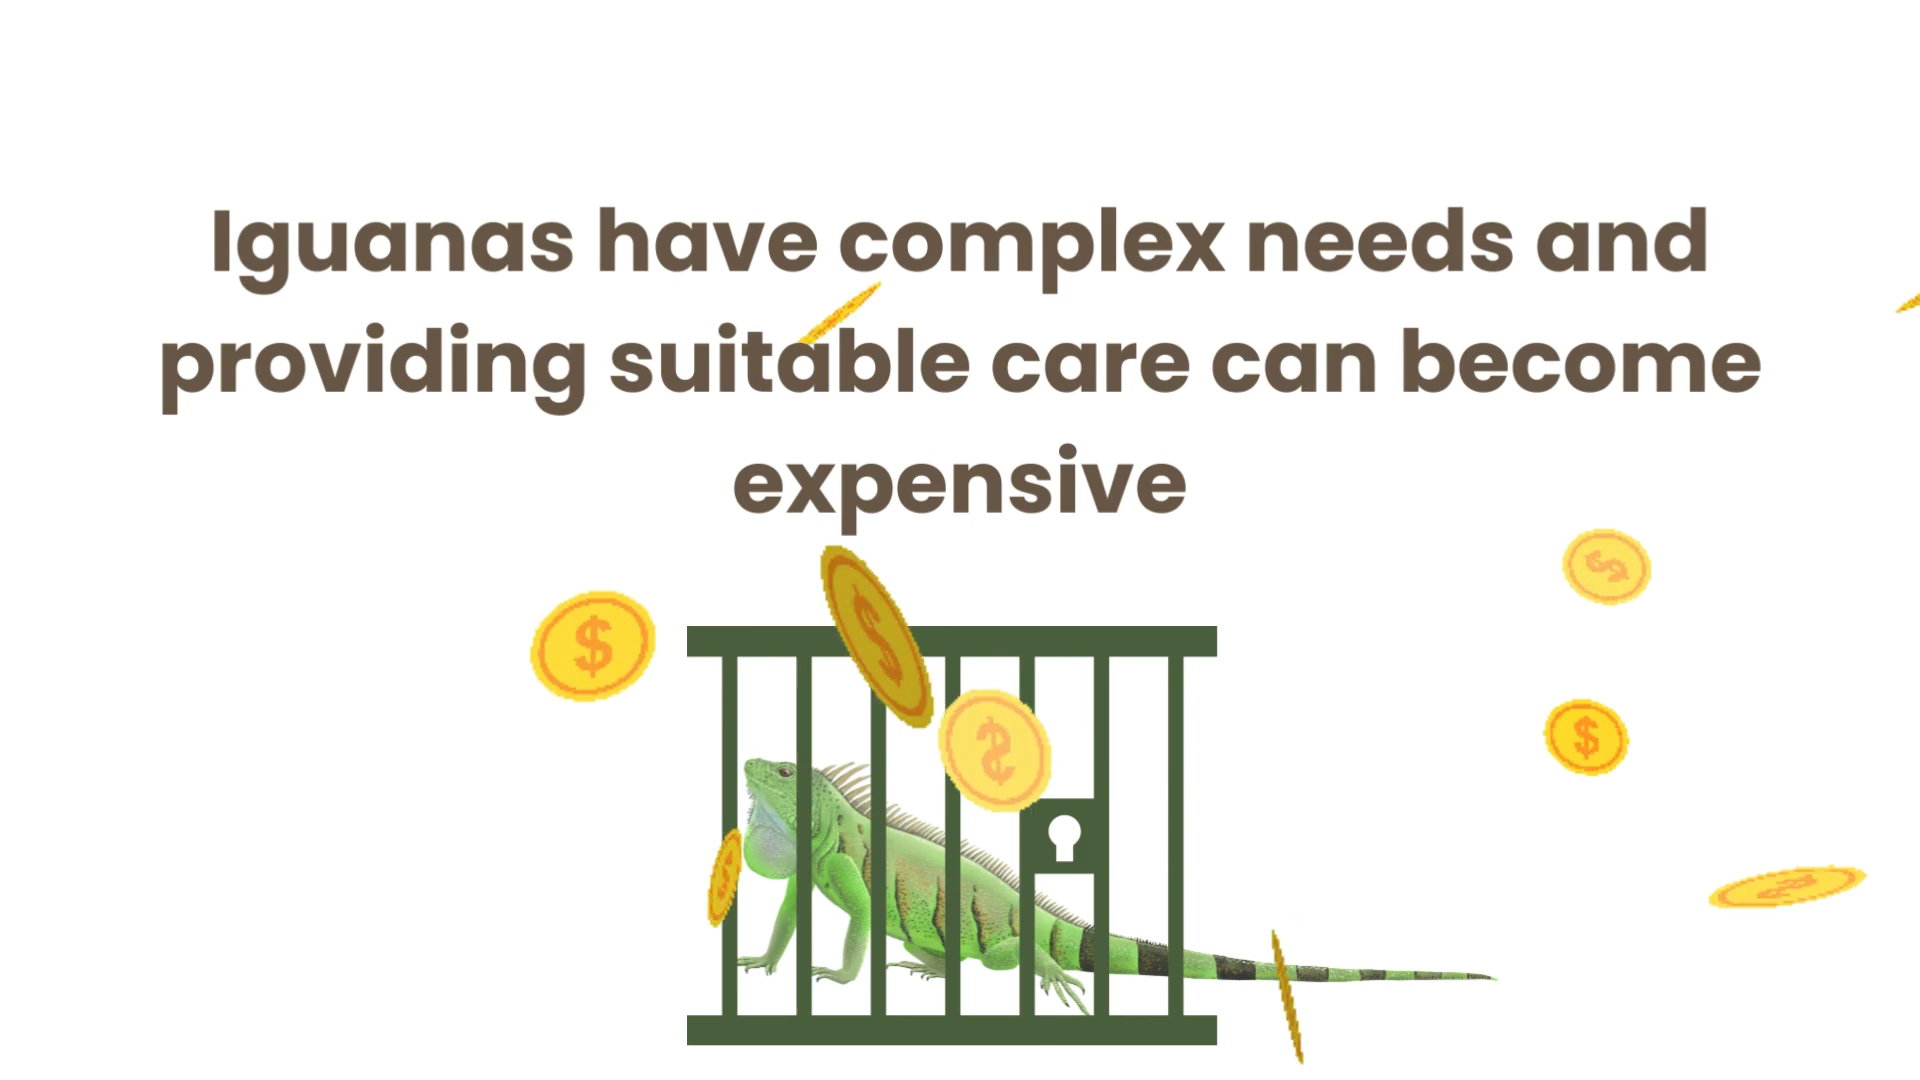 Iguanas have complex needs and
providing suitable care can become
expensive
$
$
$
$
$